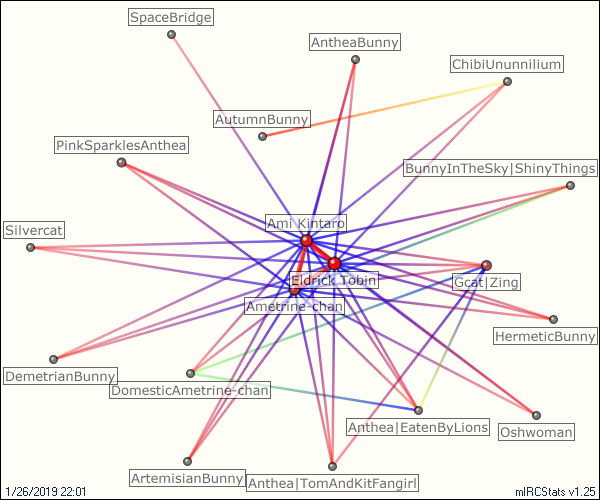 SpaceBridge
AntheaBunny
ChibiUnunnilium
AutumnBunny
PinkSparklesAnthea
BunnyInTheSky|ShinyThings
Ami Kintaro
Silvercat
Eldrick Tobin
Gcat|Zing
Ametrine-chan
HermeticBunny
DemetrianBunny
DomesticAmetrine-chan
Anthea|EatenByLions
Oshwoman
ArtemisianBunny
Anthea|TomAndKitFangirl
1/26/2019 22:01
mIRCStats v1.25